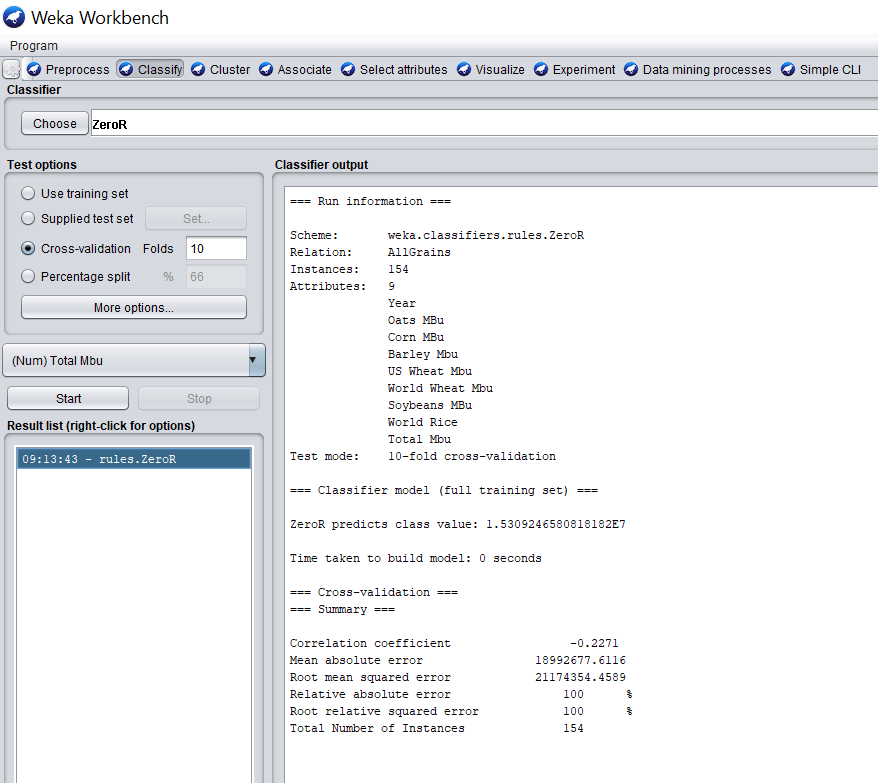 Weka Workbench
Program
Preprocess Classify Cluster Associate Select attributes Visualize Experiment Data mining processes Simple CLI
Classifier
Choose ZeroR
Test options
Use training set
Supplied test set Set...
Cross-validation Folds 10
Percentage split % 66
More options...
(Num) Total Mbu
Start Stop
Result list (right-click for options)
09:13:43 - rules.ZeroR
Classifier output
=== Run information ===
Scheme: weka.classifiers.rules.ZeroR
Relation: AllGrains
Instances: 154
Attributes: 9
Year
Oats MBu
Corn MBu
Barley Mbu
US Wheat Mbu
World Wheat Mbu
Soybeans MBu
World Rice
Total Mbu
Test mode: 10-fold cross-validation
=== Classifier model (full training set) ===
ZeroR predicts class value: 1.5309246580818182E7
Time taken to build model: 0 seconds
=== Cross-validation ===
=== Summary ===
Correlation coefficient -0.2271
Mean absolute error 18992677.6116
Root mean squared error 21174354.4589
Relative absolute error 100 %
Root relative squared error 100 %
Total Number of Instances 154